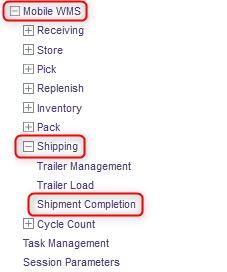 Mobile WMS
Receiving
Store
Pick
Replenish
Inventory
Pack
Shipping
Trailer Management
Trailer Load
Shipment Completion
Cycle Count
Task Management
Session Parameters